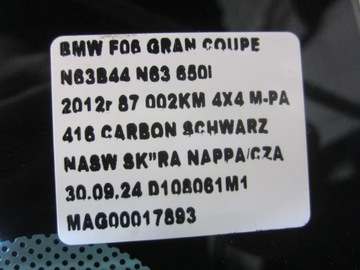 BMW F06 GRAN COUPE
N63B44 N63 650I
2012r 87 002KM 4X4 M-PA
416 CARBON SCHWARZ
NASW SK"RA NAPPA/CZA
30.09.24 D108061M1
MAG00017893